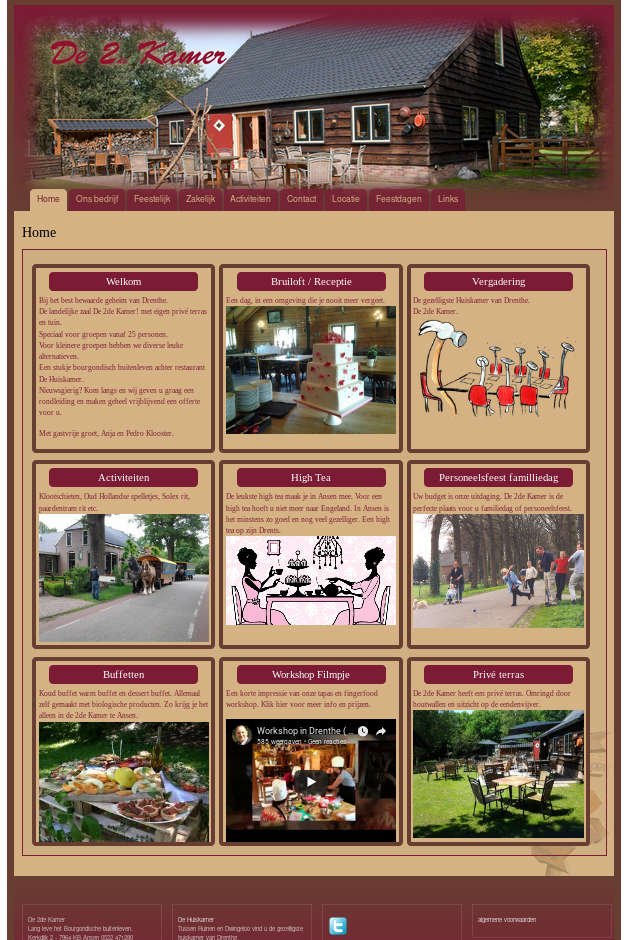 De 2. Kamer
Home Ons bedrijf Feestelijk Zakelijk Activiteiten Contact Locatie Feestdagen Links
Home
Welkom
Bij het best bewaarde geheim van Drenthe.
De landelijke zaal De 2de Kamer! met eigen privé terras
en tuin.
Speciaal voor groepen vanaf 25 personen.
Voor kleinere groepen hebben we diverse leuke
alternatieven.
Een stukje bourgondisch buitenleven achter restaurant
De Huiskamer.
Nieuwsgierig? Kom langs en wij geven u graag een
rondleiding en maken geheel vrijblijvend een offerte
voor u.
Met gastvrije groet, Anja en Pedro Klooster.
Bruiloft / Receptie
Een dag, in een omgeving die je nooit meer vergeet.
Vergadering
De gezelligste Huiskamer van Drenthe.
De 2de Kamer..
Activiteiten
Klootschieten, Oud Hollandse spelletjes, Solex rit,
paardentram rit etc.
High Tea
De leukste high tea maak je in Ansen mee. Voor een
high tea hoeft u niet meer naar Engeland. In Ansen is
het minstens zo goed en nog veel gezelliger. Een high
tea op zijn Drents.
Personeelsfeest familliedag
Uw budget is onze uitdaging. De 2de Kamer is de
perfecte plaats voor u familiedag of personeelsfeest.
Buffetten
Koud buffet warm buffet en dessert buffet. Allemaal
zelf gemaakt met biologische producten. Zo krijg je het
alleen in de 2de Kamer te Ansen.
Workshop Filmpje
Een korte impressie van onze tapas en fingerfood
workshop. Klik hier voor meer info en prijzen.
Workshop in Drenthe (...
585 weergaven • Geen reacties
Privé terras
De 2de Kamer heeft een privé terras. Omringd door
houtwallen en uitzicht op de eendenvijver.
De 2de Kamer
Lang leve het Bourgondische buitenleven.
Kerkdijk 2 - 7964 KB Ansen 0522 471280
De Huiskamer
Tussen Ruinen en Dwingeloo vind u de gezelligste
huiskamer van Drenthe
algemene voorwaarden